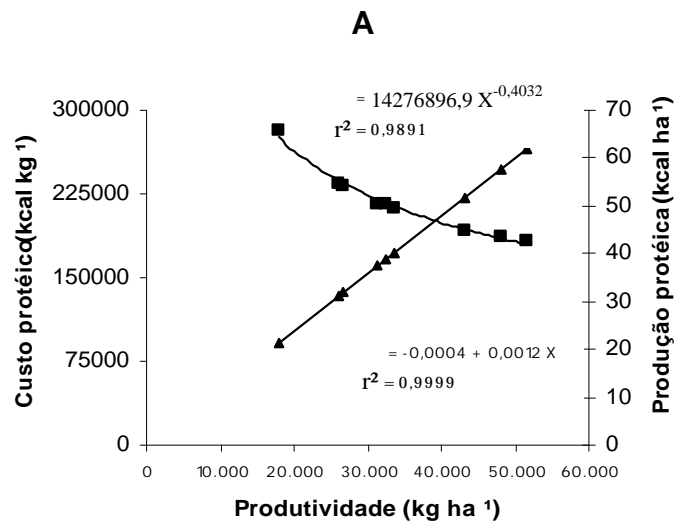 A
= 14276896,9 X-0,4032
r² = 0,9891
300000
225000
150000
75000
0
Custo protéico(kcal kg ¹)
70
60
50
40
30
20
10
0
Produção protéica (kcal ha ¹)
= -0,0004 + 0,0012 X
r² = 0,9999
0
10.000
20.000
30.000
40.000
50.000
60.000
Produtividade (kg ha ¹)